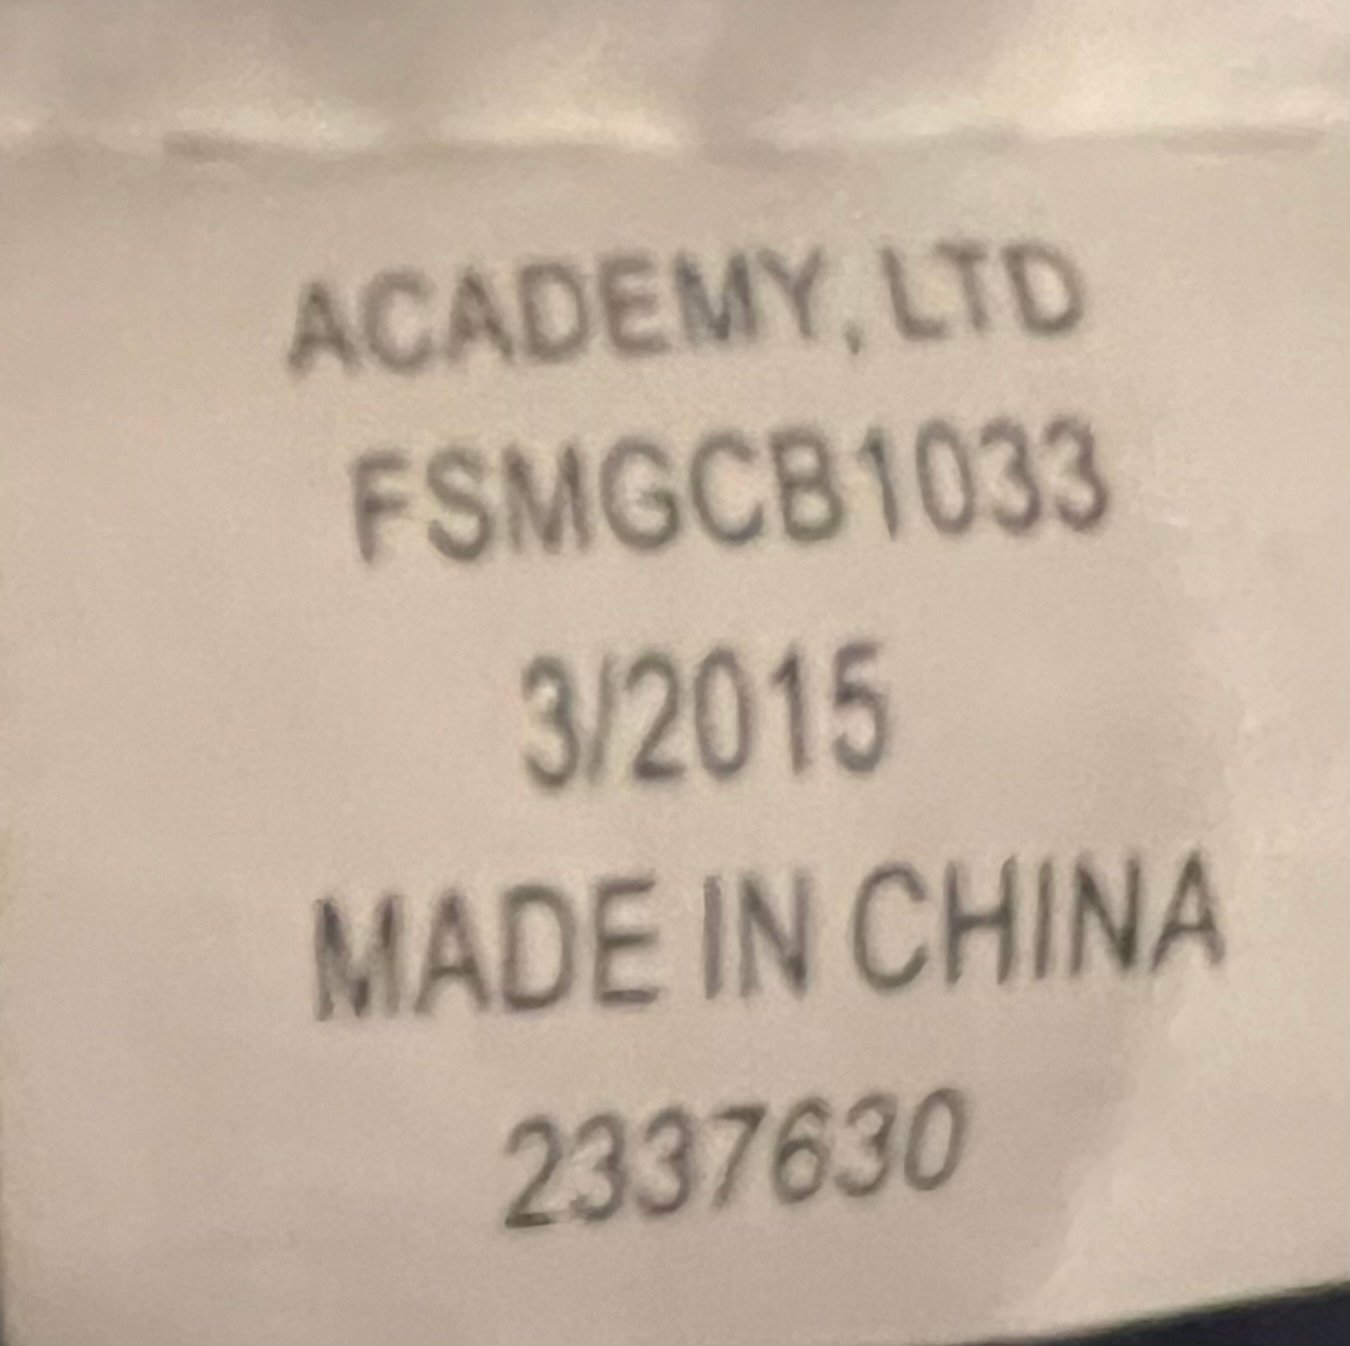 ACADEMY, LTD
FSMGCB1033
3/2015
MADE IN CHINA
2337630